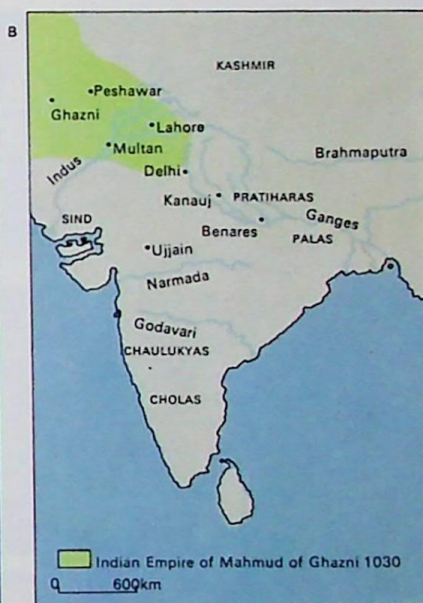 B
KASHMIR
Peshawar
Ghazni
Lahore
Multan
Brahmaputra
Indus
Delhi
Kanauj
PRATIHARAS
SIND
Ganges
Benares
PALAS
Ujjain
Narmada
Godavari
CHAULUKYAS
CHOLAS
Indian Empire of Mahmud of Ghazni 1030
0 600km